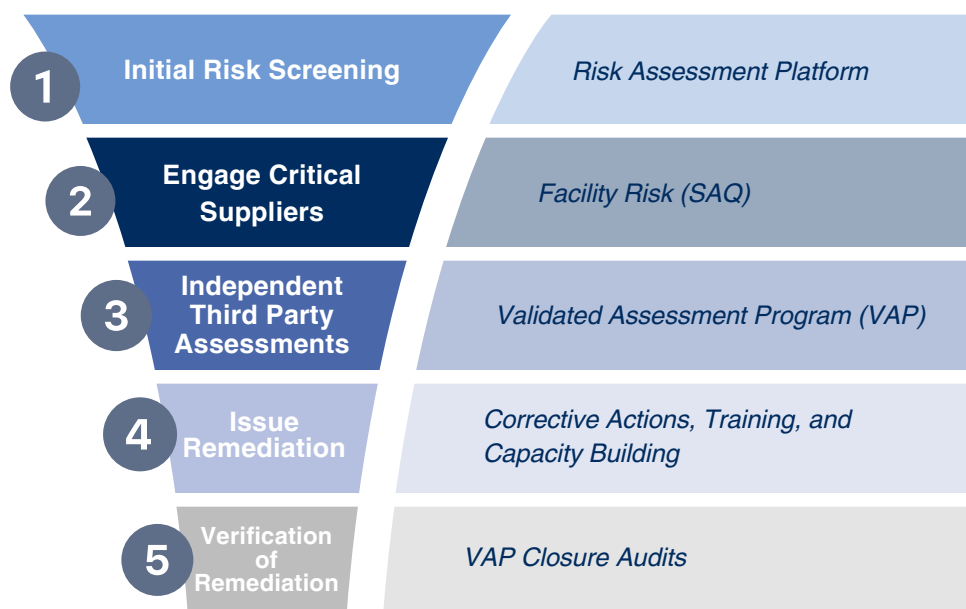 1
Initial Risk Screening
Risk Assessment Platform
2
Engage Critical
Suppliers
Facility Risk (SAQ)
3
Independent
Third Party
Assessments
Validated Assessment Program (VAP)
4
Issue
Remediation
Corrective Actions, Training, and
Capacity Building
5
Verification
of
Remediation
VAP Closure Audits